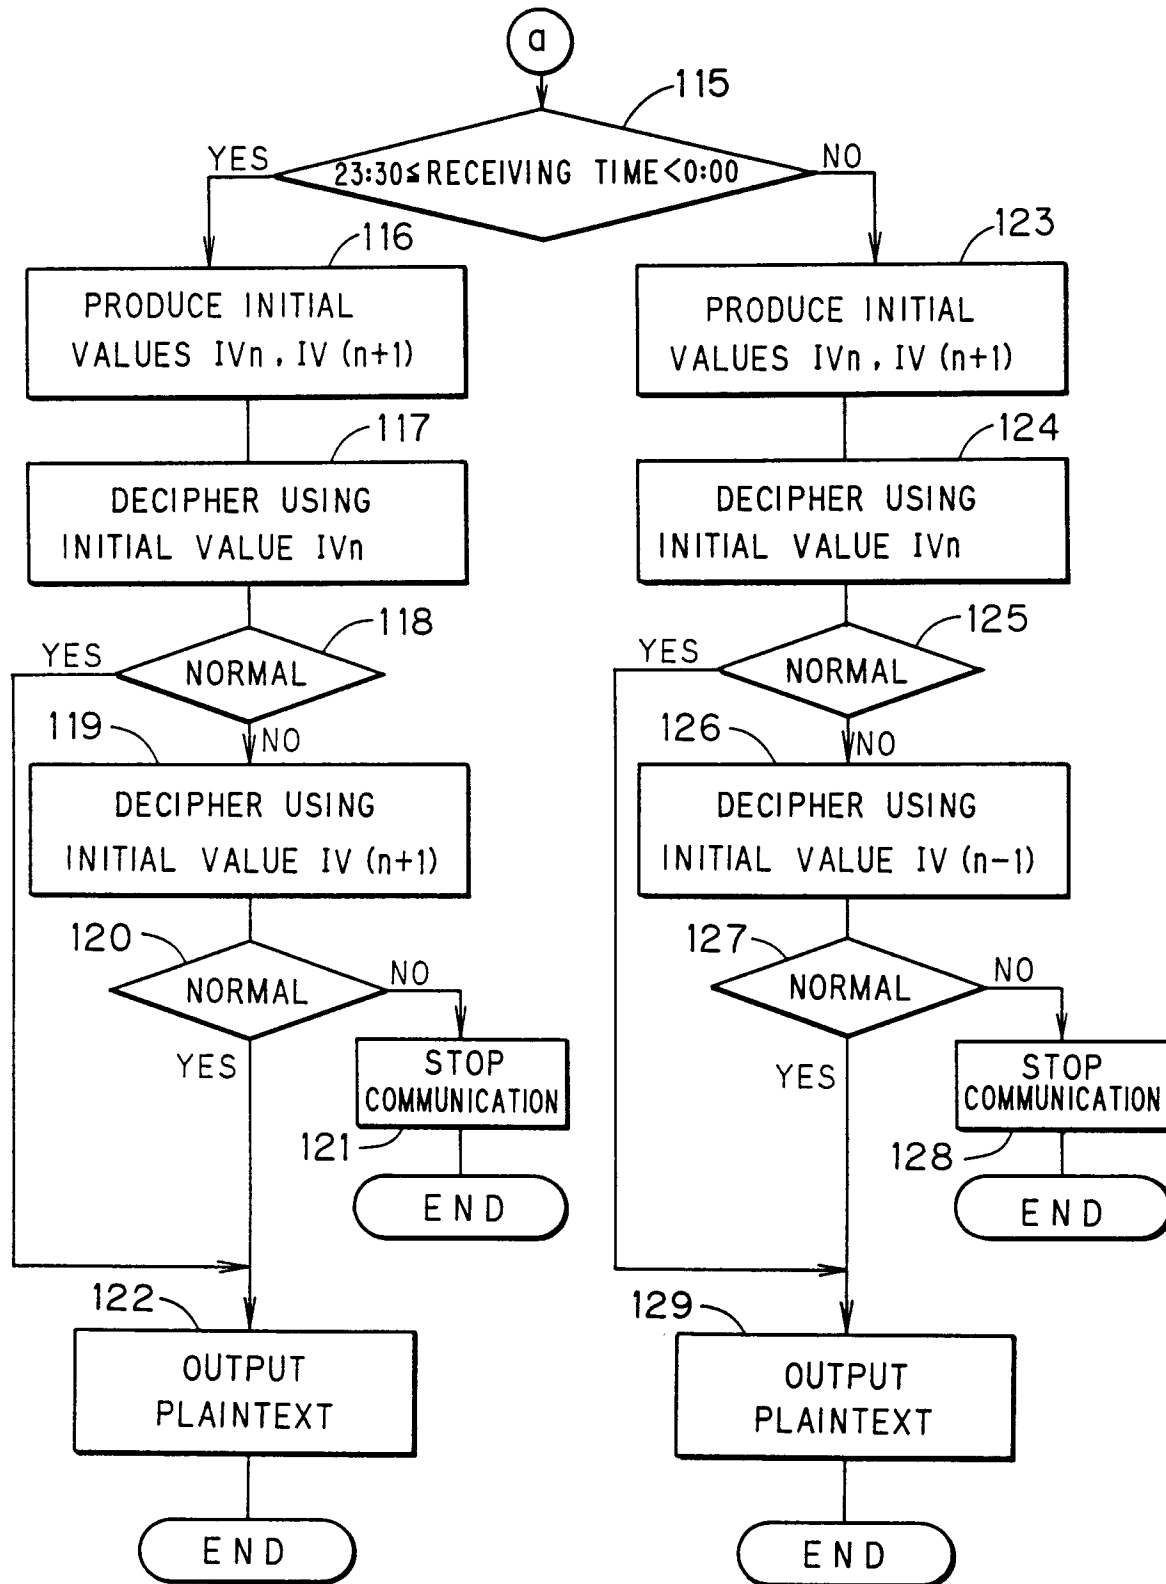 a
115
YES
23:30≦RECEIVING TIME<0:00
NO
116
PRODUCE INITIAL
VALUES IVn, IV (n+1)
117
DECIPHER USING
INITIAL VALUE IVn
118
YES
NORMAL
NO
119
DECIPHER USING
INITIAL VALUE IV (n+1)
120
NORMAL
NO
YES
STOP
COMMUNICATION
121
END
122
OUTPUT
PLAINTEXT
END
123
PRODUCE INITIAL
VALUES IVn, IV (n+1)
124
DECIPHER USING
INITIAL VALUE IVn
125
YES
NORMAL
NO
126
DECIPHER USING
INITIAL VALUE IV (n-1)
127
NORMAL
NO
YES
STOP
COMMUNICATION
128
END
129
OUTPUT
PLAINTEXT
END